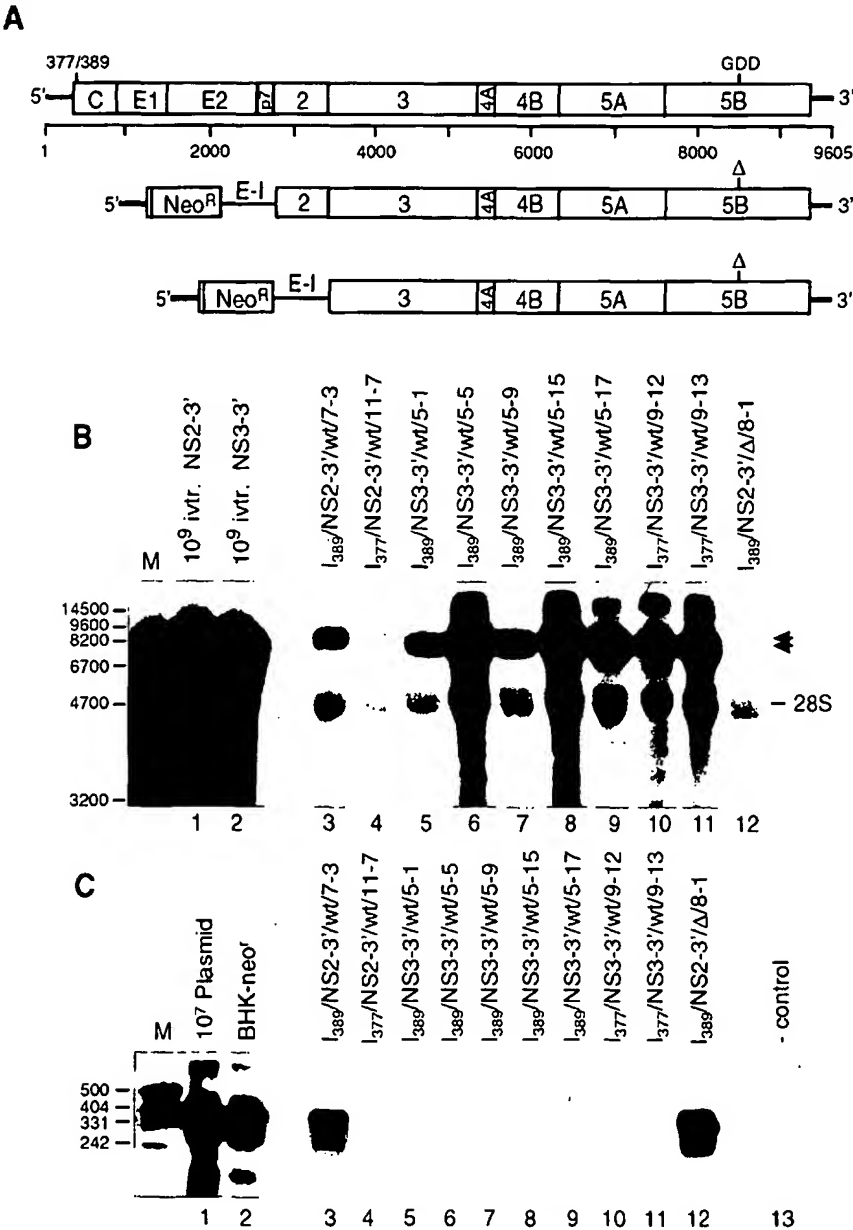 A
377/389
GDD
5' C E1 E2 p7 2 3 4A 4B 5A 5B 3'
1 2000 4000 6000 8000 9605
Δ
5' Neo^R E-I 2 3 4A 4B 5A 5B 3'
Δ
5' Neo^R E-I 3 4A 4B 5A 5B 3'
B
M
10⁹ ivtr. NS2-3'
10⁹ ivtr. NS3-3'
I₃₈₉/NS2-3'/wt/7-3
I₃₇₇/NS2-3'/wt/11-7
I₃₈₉/NS3-3'/wt/5-1
I₃₈₉/NS3-3'/wt/5-5
I₃₈₉/NS3-3'/wt/5-9
I₃₈₉/NS3-3'/wt/5-15
I₃₈₉/NS3-3'/wt/5-17
I₃₇₇/NS3-3'/wt/9-12
I₃₇₇/NS3-3'/wt/9-13
I₃₈₉/NS2-3'/Δ/8-1
14500
9600
8200
6700
4700
28S
3200
1 2 3 4 5 6 7 8 9 10 11 12
C
M
10⁷ Plasmid
BHK-neoʳ
I₃₈₉/NS2-3'/wt/7-3
I₃₇₇/NS2-3'/wt/11-7
I₃₈₉/NS3-3'/wt/5-1
I₃₈₉/NS3-3'/wt/5-5
I₃₈₉/NS3-3'/wt/5-9
I₃₈₉/NS3-3'/wt/5-15
I₃₈₉/NS3-3'/wt/5-17
I₃₇₇/NS3-3'/wt/9-12
I₃₇₇/NS3-3'/wt/9-13
I₃₈₉/NS2-3'/Δ/8-1
- control
500
404
331
242
1 2 3 4 5 6 7 8 9 10 11 12 13